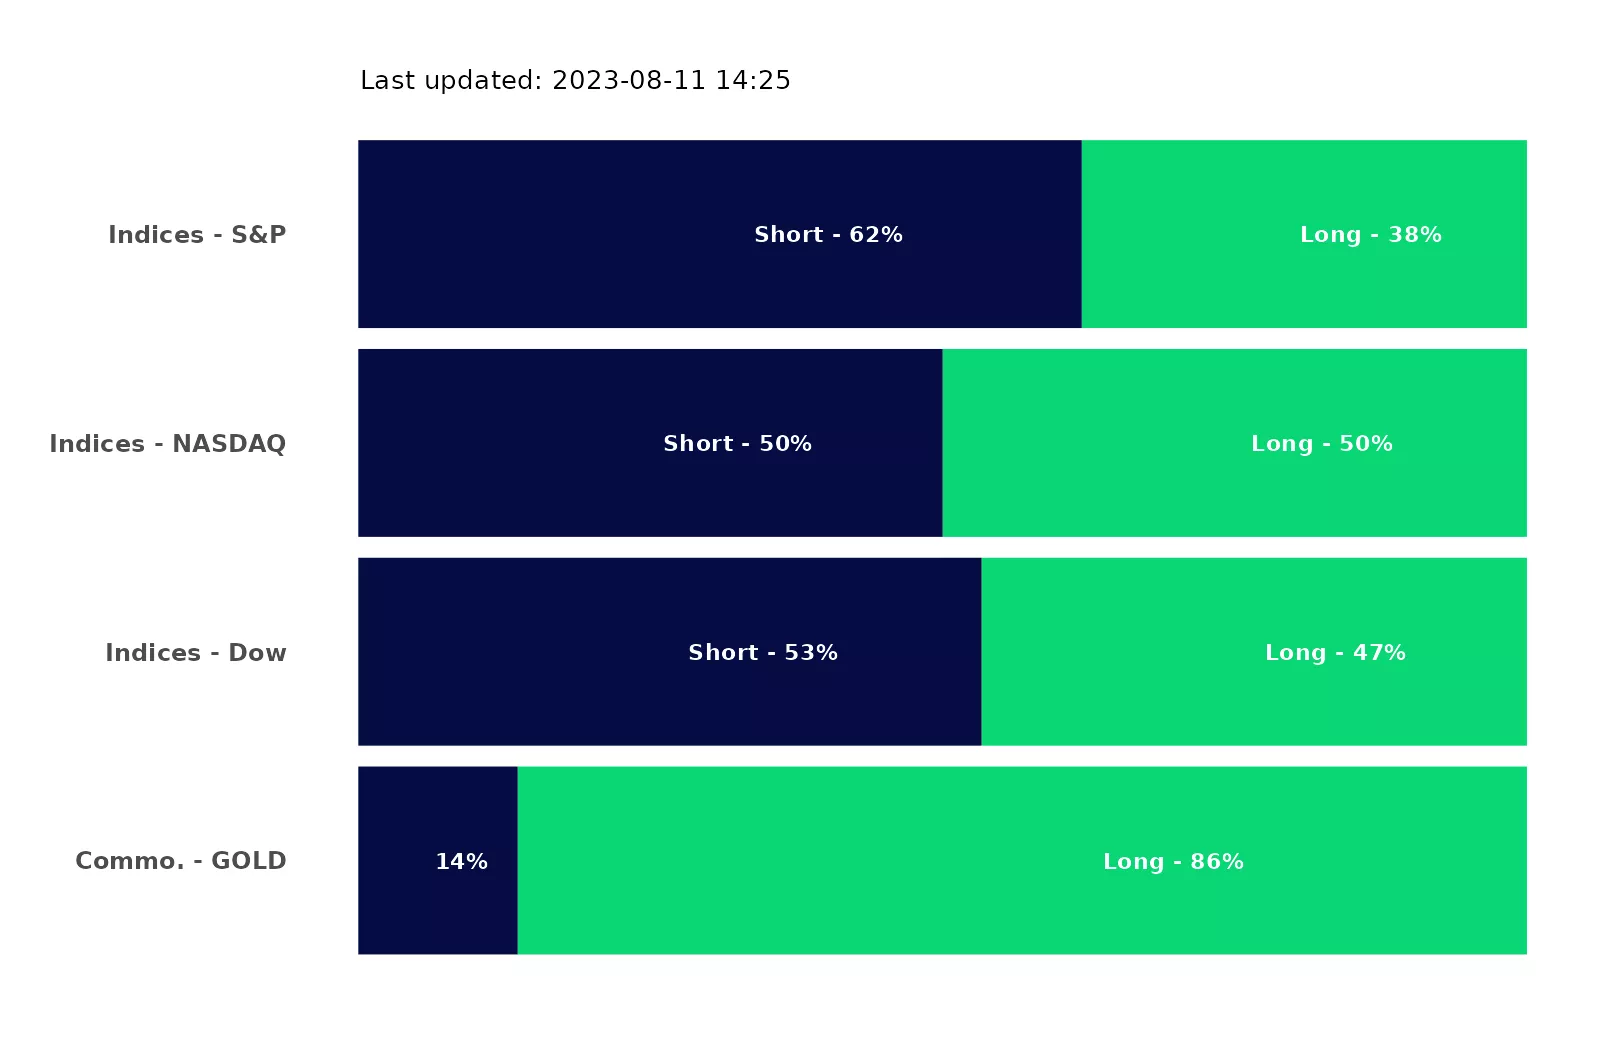 Last updated: 2023-08-11 14:25
Indices - S&P
Short - 62%
Long - 38%
Indices - NASDAQ
Short - 50%
Long - 50%
Indices - Dow
Short - 53%
Long - 47%
Commo. - GOLD
14%
Long - 86%